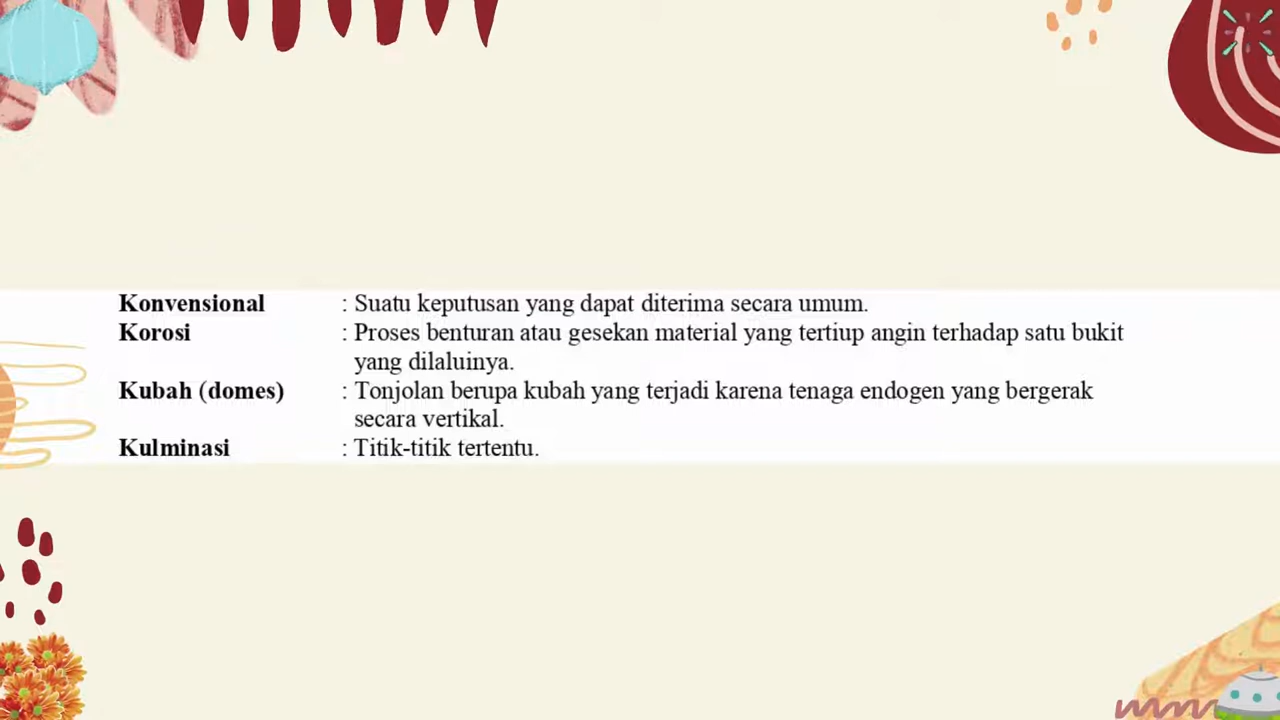 Konvensional : Suatu keputusan yang dapat diterima secara umum.
Korosi : Proses benturan atau gesekan material yang tertiup angin terhadap satu bukit
yang dilaluinya.
Kubah (domes) : Tonjolan berupa kubah yang terjadi karena tenaga endogen yang bergerak
secara vertikal.
Kulminasi : Titik-titik tertentu.